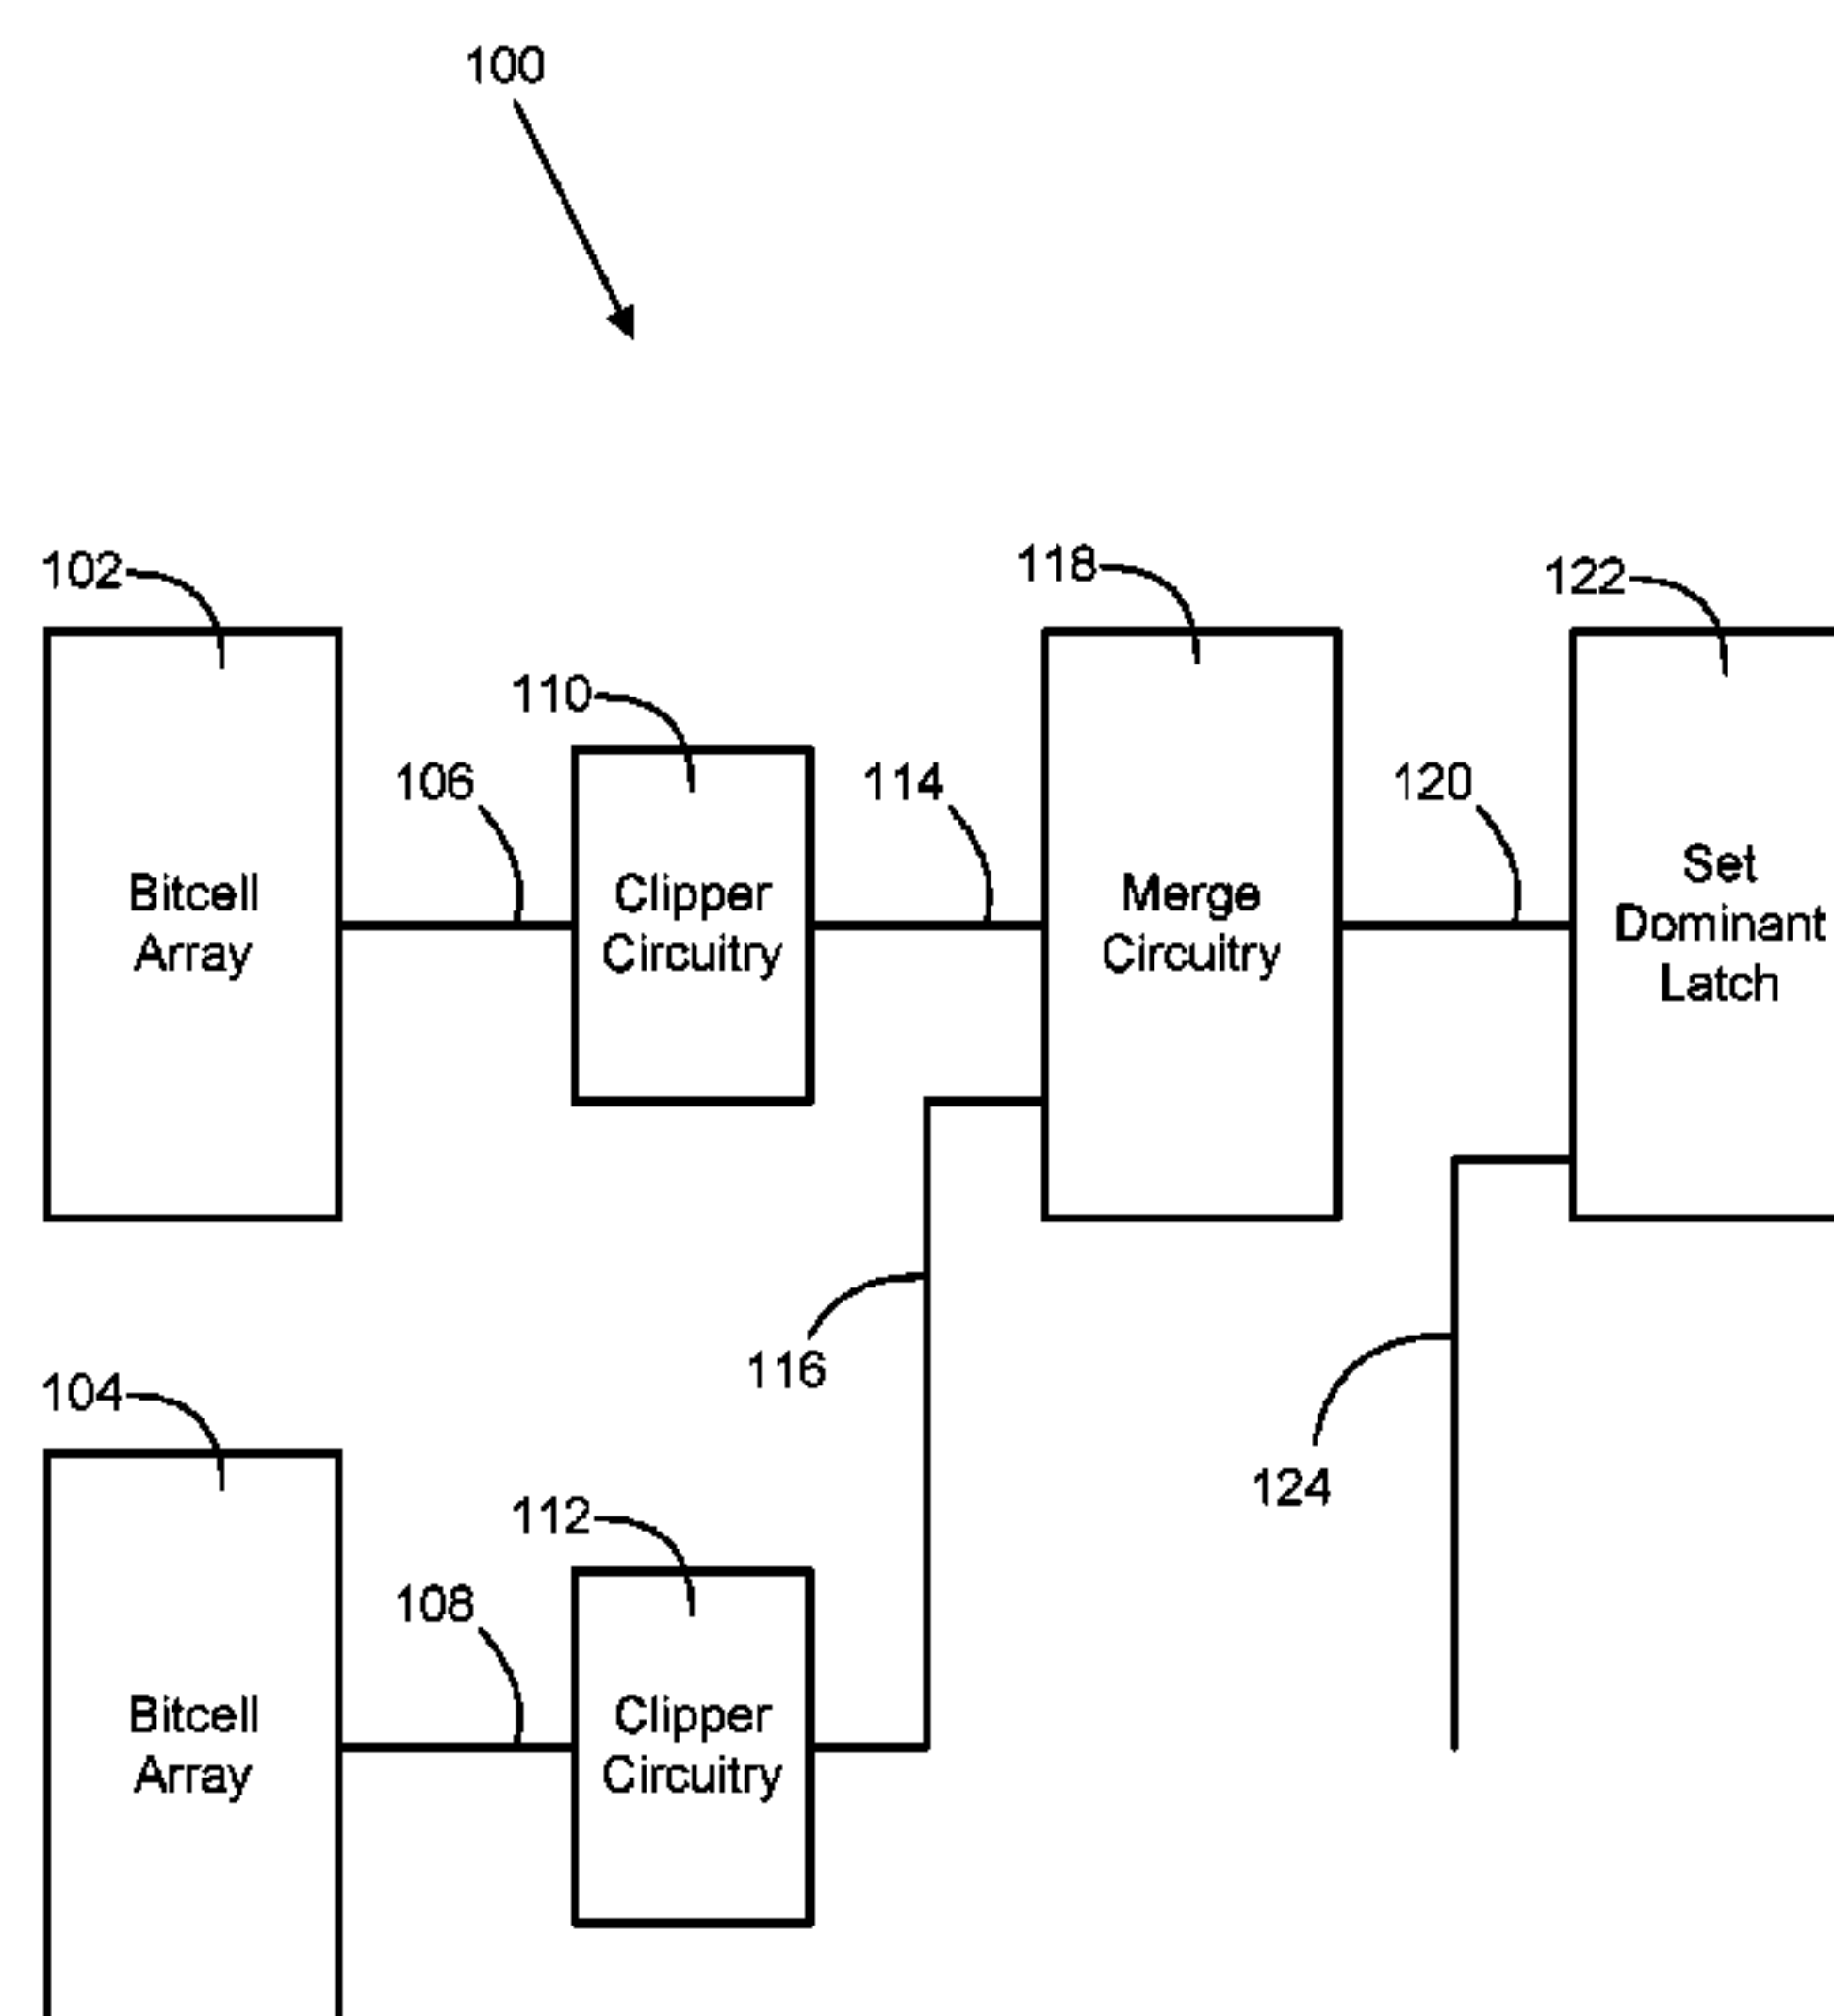 100
102
118
122
110
106
114
120
Bitcell
Array
Clipper
Circuitry
Merge
Circuitry
Set
Dominant
Latch
116
104
124
112
108
Bitcell
Array
Clipper
Circuitry